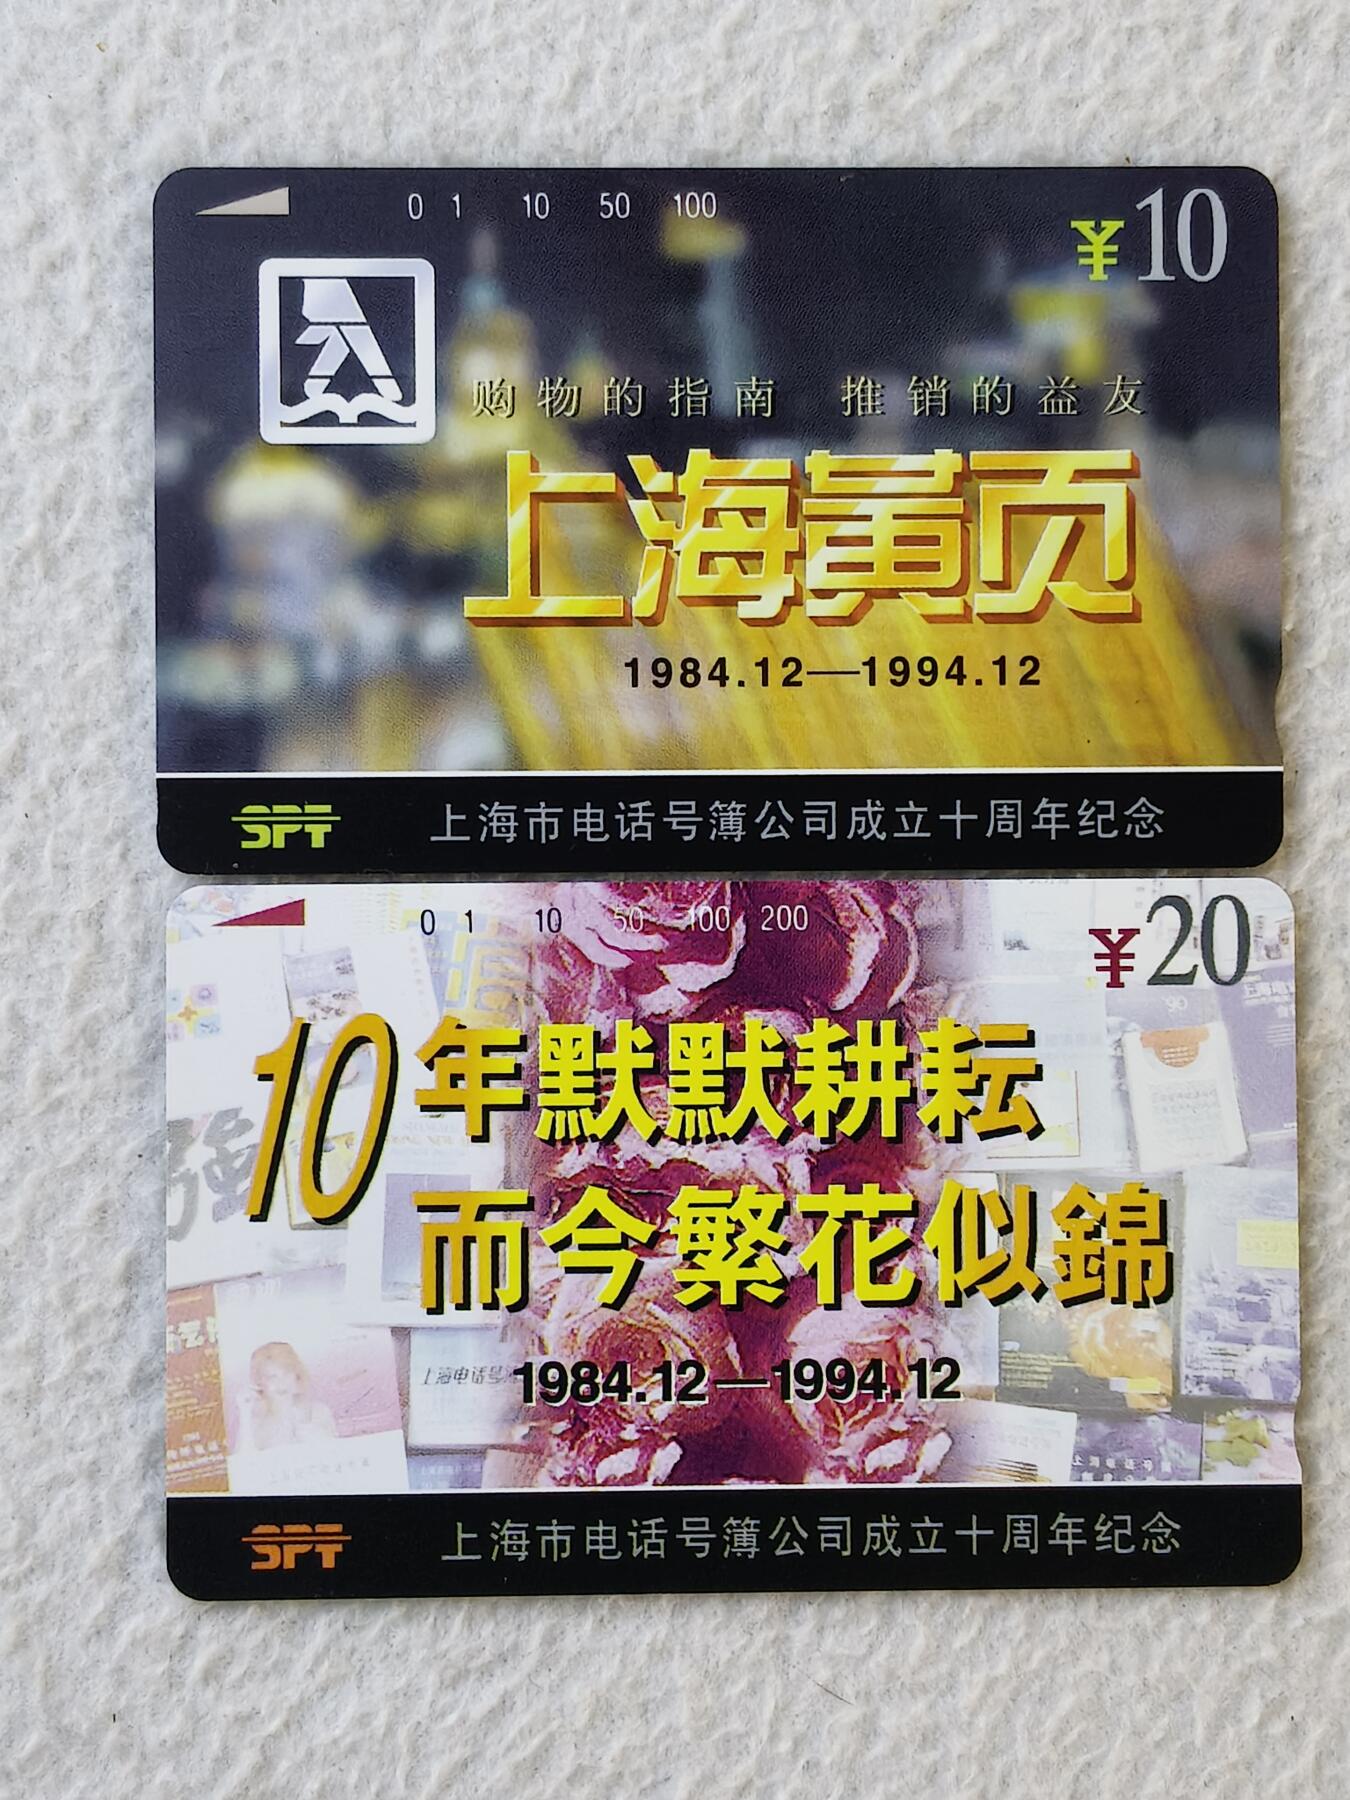 0 1 10 50 100
¥10
购物的指南 推销的益友
上海黄页
1984.12—1994.12
SPT 上海市电话号簿公司成立十周年纪念
0 1 10 50 100 200
¥20
10年默默耕耘
而今繁花似錦
1984.12—1994.12
SPT 上海市电话号簿公司成立十周年纪念